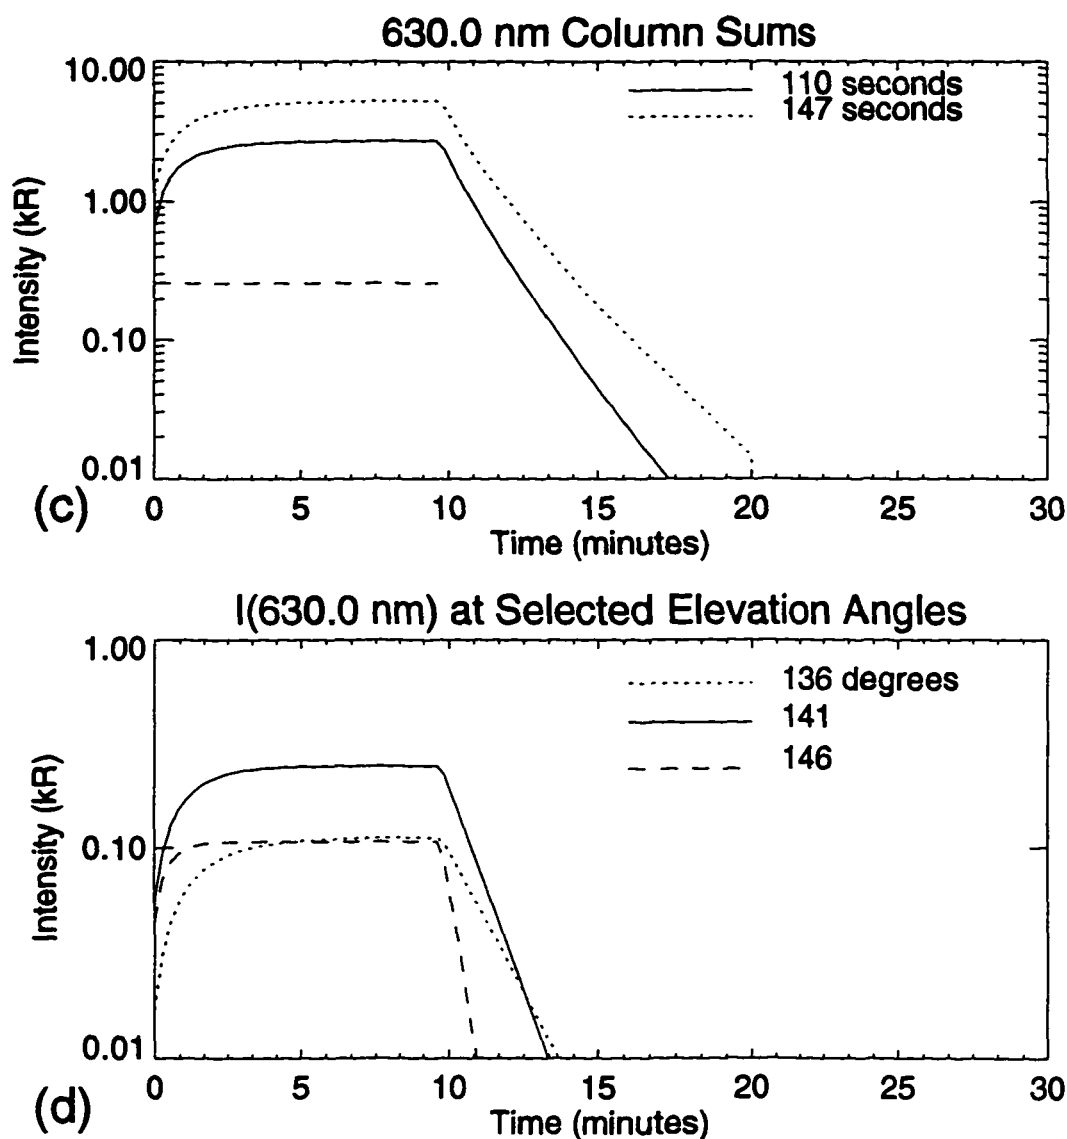 630.0 nm Column Sums
10.00
1.00
0.10
0.01
Intensity (kR)
110 seconds
147 seconds
(c)
0 5 10 15 20 25 30
Time (minutes)
I(630.0 nm) at Selected Elevation Angles
1.00
0.10
0.01
Intensity (kR)
136 degrees
141
146
(d)
0 5 10 15 20 25 30
Time (minutes)